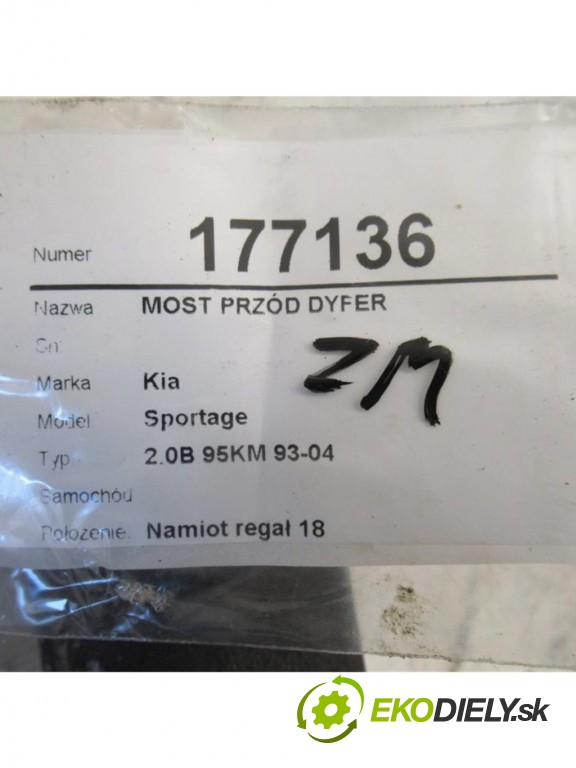 Numer 177136
Nazwa MOST PRZÓD DYFER
Sn:
ZM
Marka Kia
Model Sportage
Typ 2.0B 95KM 93-04
Samochód
Położenie: Namiot regał 18
EKODIELY.sk